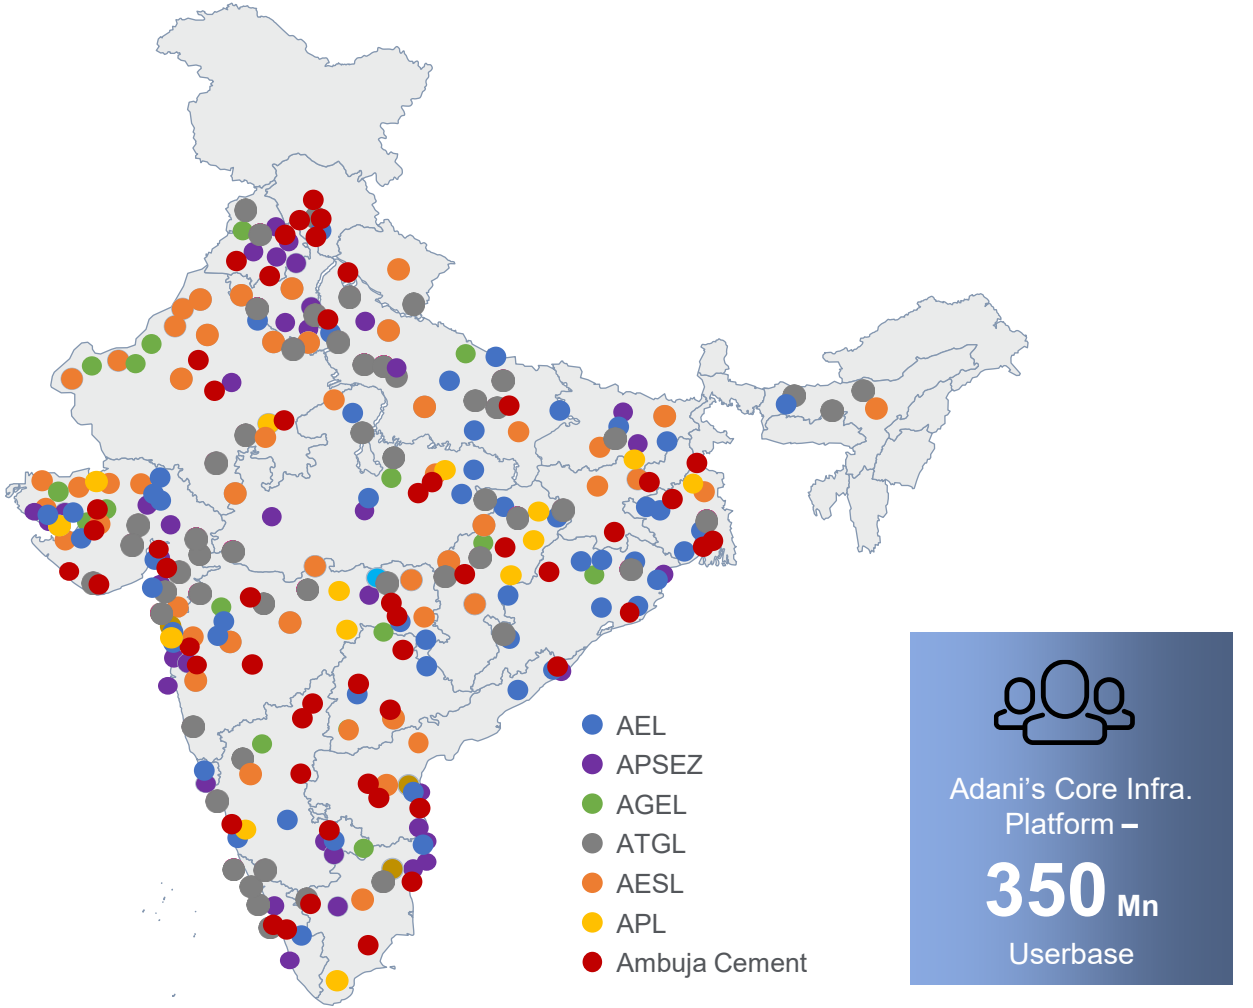 AEL
APSEZ
AGEL
ATGL
AESL
APL
Ambuja Cement
Adani’s Core Infra.
Platform –
350 Mn
Userbase